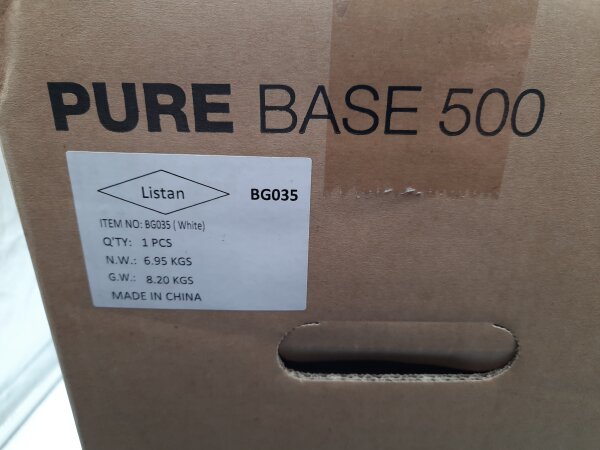 PURE BASE 500
Listan
BG035
ITEM NO: BG035 ( White)
Q'TY: 1 PCS
N.W.: 6.95 KGS
G.W.: 8.20 KGS
MADE IN CHINA